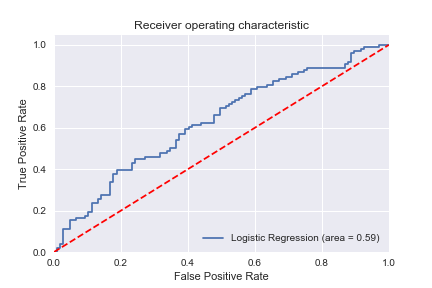 Receiver operating characteristic
1.0
0.8
0.6
0.4
0.2
0.0
True Positive Rate
Logistic Regression (area = 0.59)
0.0 0.2 0.4 0.6 0.8 1.0
False Positive Rate